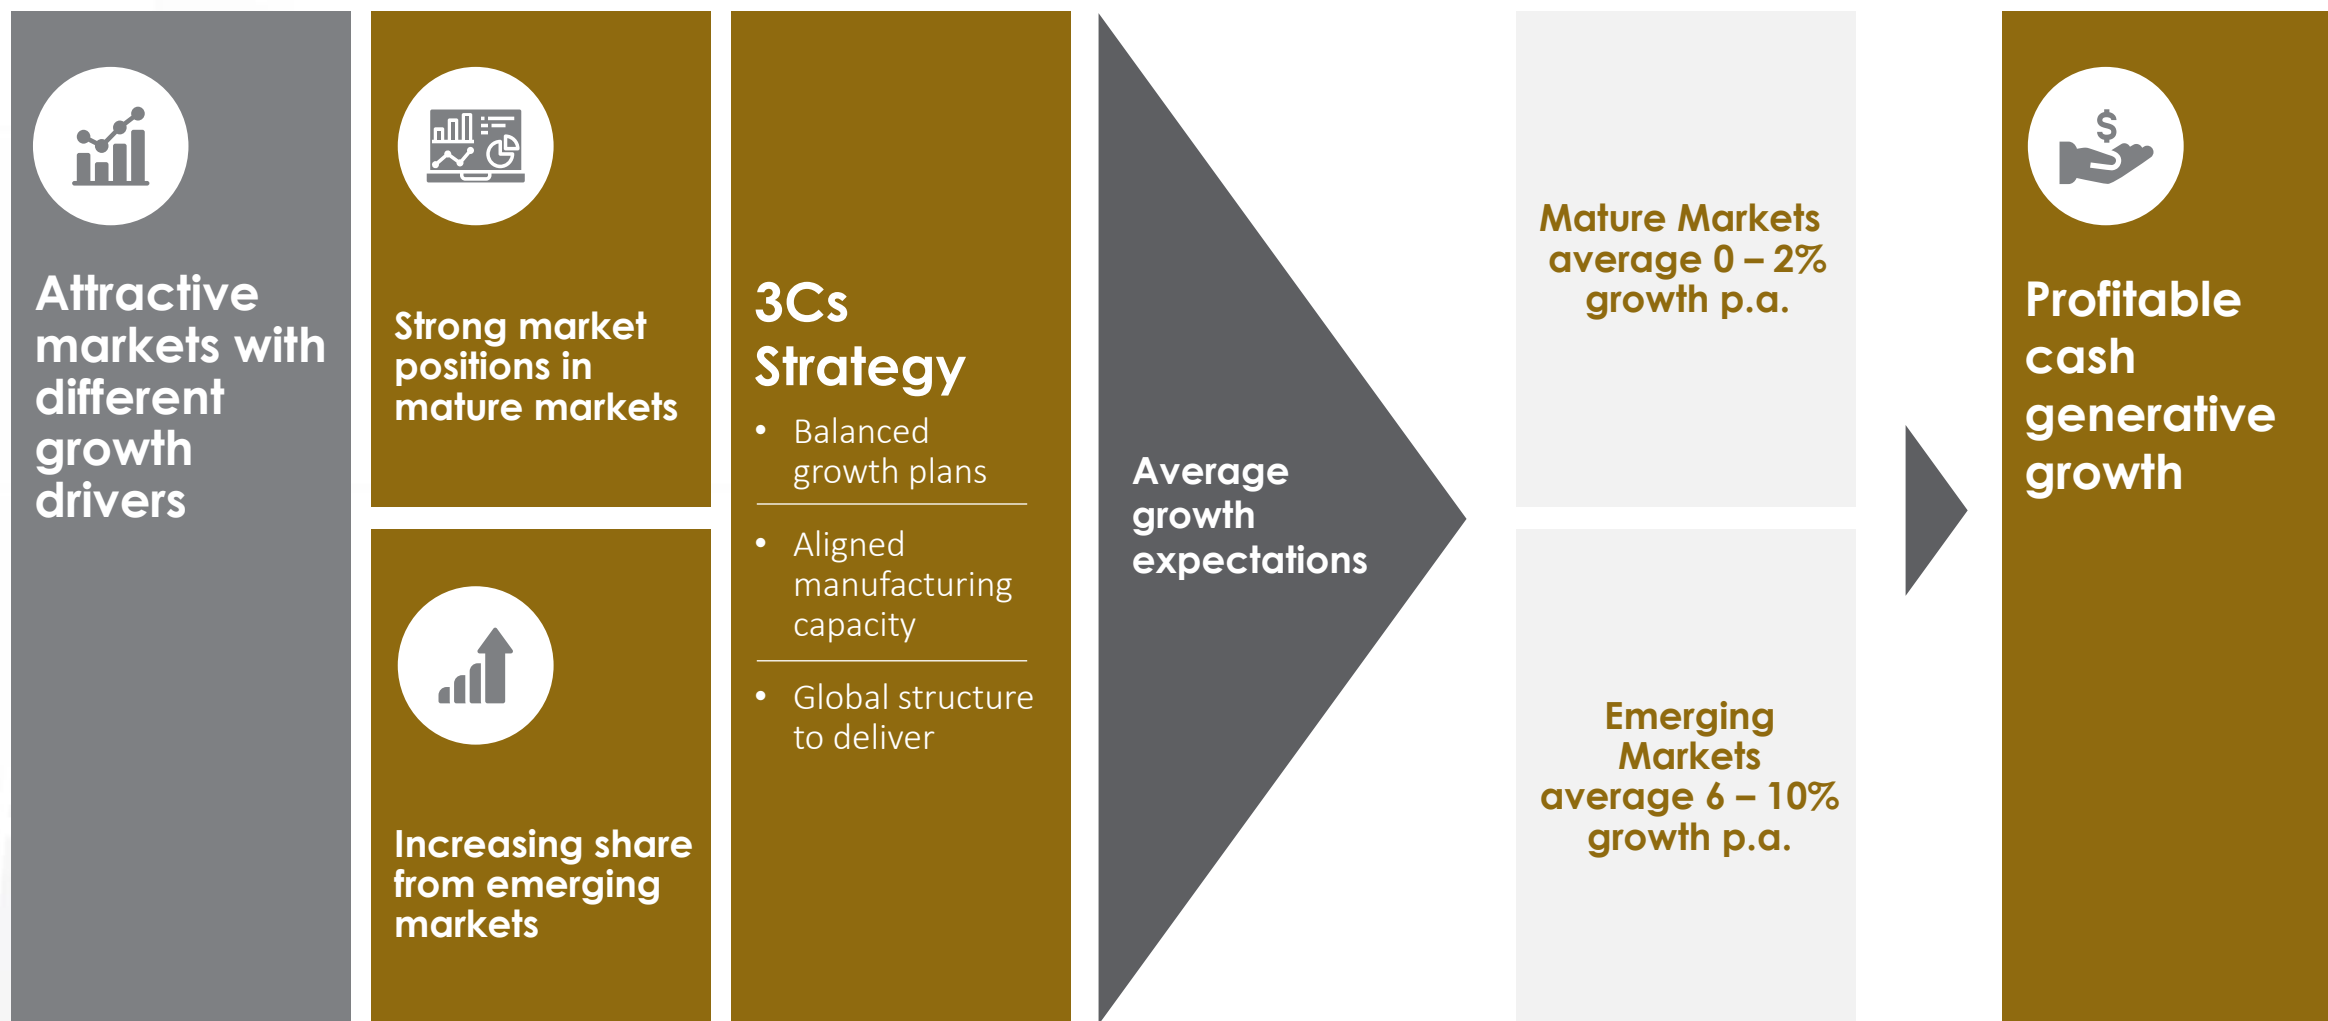 Attractive
markets with
different
growth
drivers
Strong market
positions in
mature markets
Increasing share
from emerging
markets
3Cs
Strategy
• Balanced
growth plans
• Aligned
manufacturing
capacity
• Global structure
to deliver
Average
growth
expectations
Mature Markets
average 0 – 2%
growth p.a.
Emerging
Markets
average 6 – 10%
growth p.a.
$
Profitable
cash
generative
growth